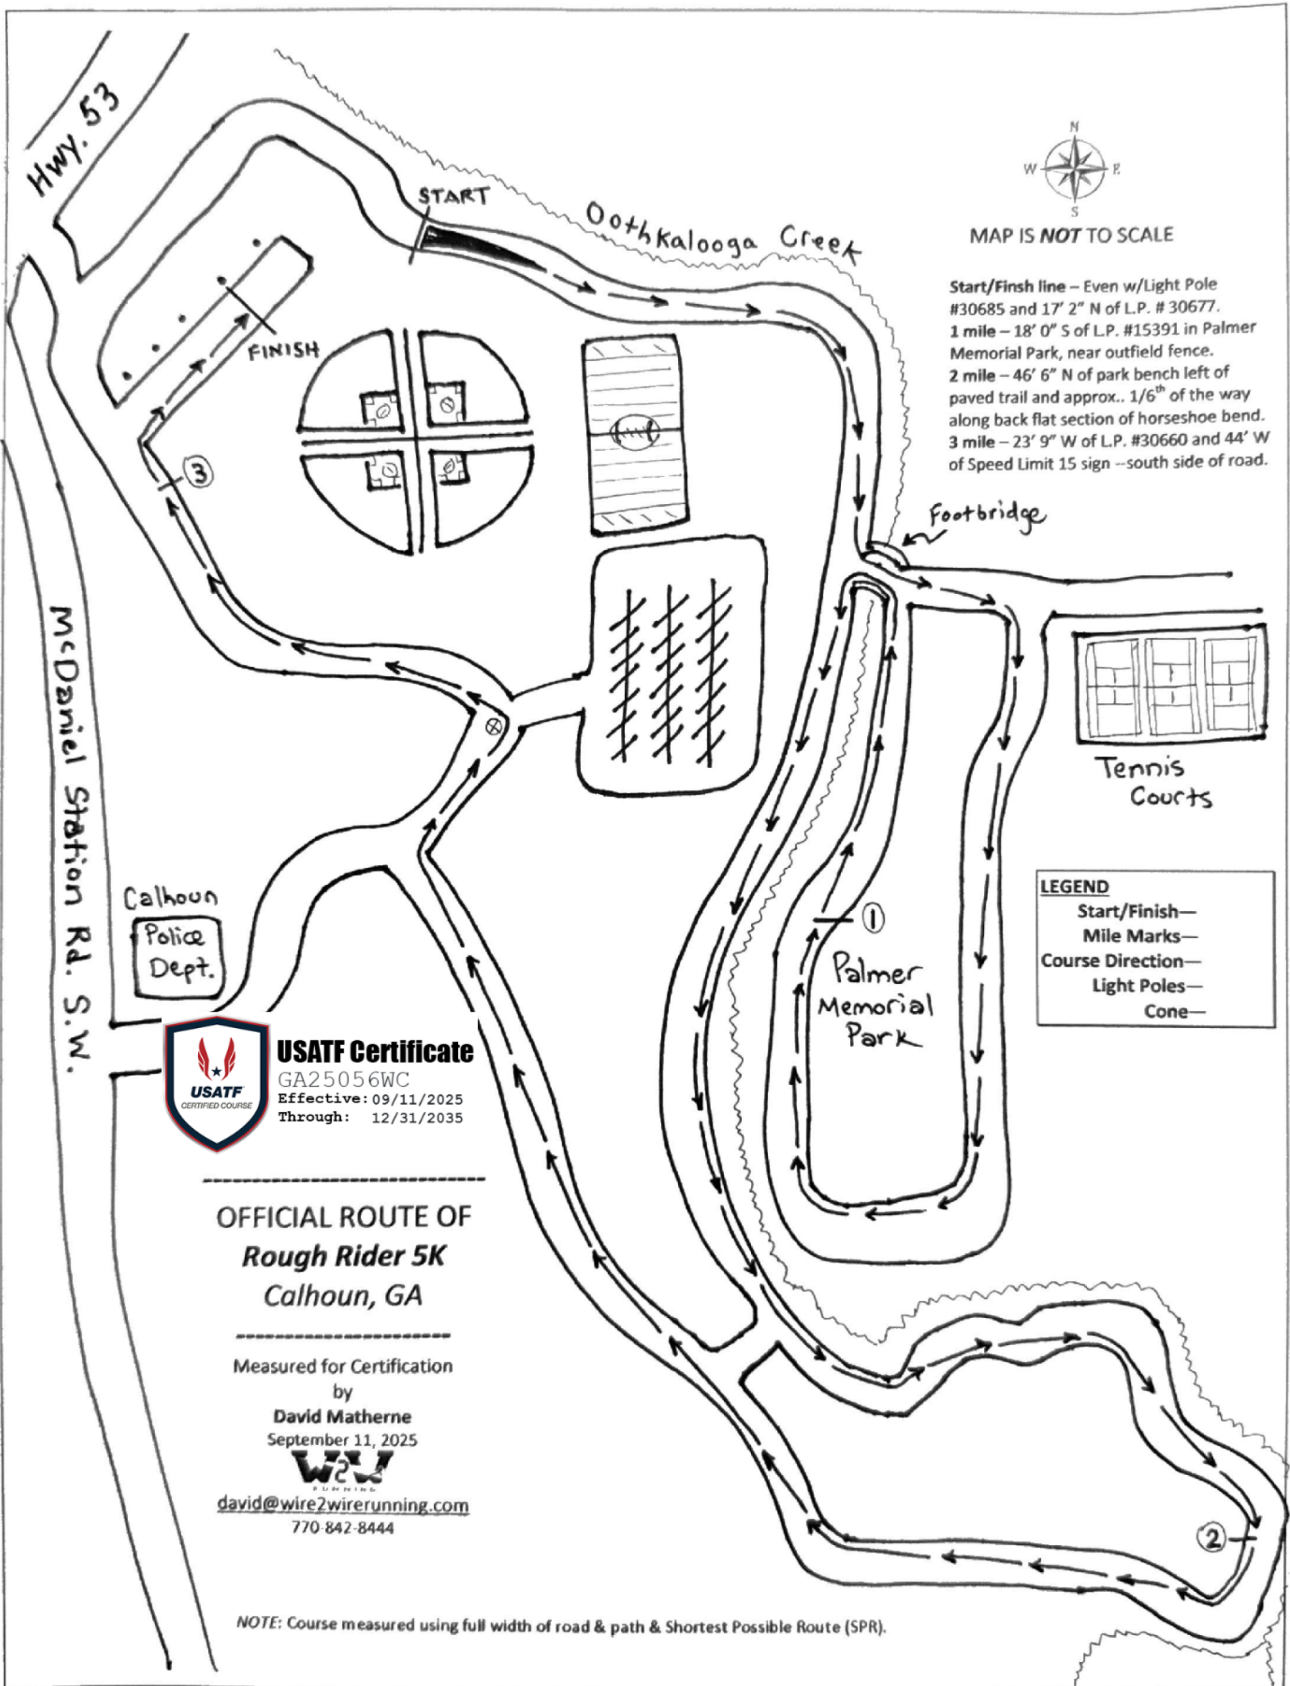 Hwy. 53
START
Oothkalooga Creek
N
W E
S
MAP IS NOT TO SCALE
Start/Finsh line – Even w/Light Pole
#30685 and 17' 2" N of L.P. # 30677.
1 mile – 18' 0" S of L.P. #15391 in Palmer
Memorial Park, near outfield fence.
2 mile – 46' 6" N of park bench left of
paved trail and approx.. 1/6th of the way
along back flat section of horseshoe bend.
3 mile – 23' 9" W of L.P. #30660 and 44' W
of Speed Limit 15 sign --south side of road.
FINISH
3
Footbridge
McDaniel Station Rd. S.W.
Tennis
Courts
Calhoun
Police
Dept.
1
Palmer
Memorial
Park
LEGEND
Start/Finish—
Mile Marks—
Course Direction—
Light Poles—
Cone—
USATF
CERTIFIED COURSE
USATF Certificate
GA25056WC
Effective: 09/11/2025
Through: 12/31/2035
OFFICIAL ROUTE OF
Rough Rider 5K
Calhoun, GA
Measured for Certification
by
David Matherne
September 11, 2025
W2W
RUNNING
david@wire2wirerunning.com
770-842-8444
2
NOTE: Course measured using full width of road & path & Shortest Possible Route (SPR).